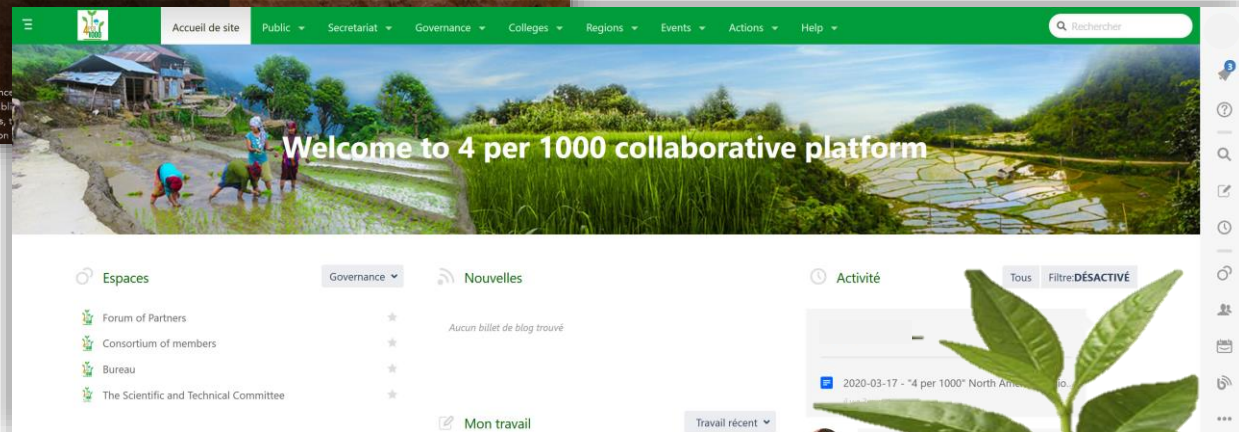 Accueil de site Public Secretariat Governance Colleges Regions Events Actions Help Rechercher
3
Welcome to 4 per 1000 collaborative platform
Espaces Governance Nouvelles Activité Tous Filtre:DÉSACTIVÉ
Forum of Partners
Aucun billet de blog trouvé
Consortium of members
Bureau
The Scientific and Technical Committee
2020-03-17 - "4 per 1000" North
Mon travail Travail récent